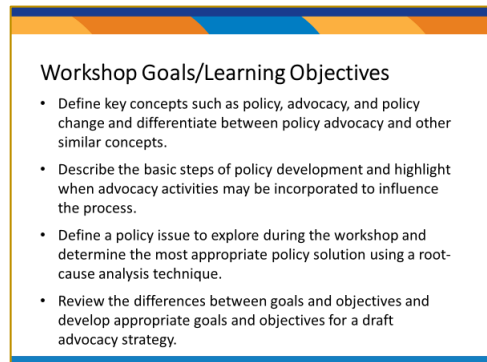 Workshop Goals/Learning Objectives
• Define key concepts such as policy, advocacy, and policy
change and differentiate between policy advocacy and other
similar concepts.
• Describe the basic steps of policy development and highlight
when advocacy activities may be incorporated to influence
the process.
• Define a policy issue to explore during the workshop and
determine the most appropriate policy solution using a root-
cause analysis technique.
• Review the differences between goals and objectives and
develop appropriate goals and objectives for a draft
advocacy strategy.